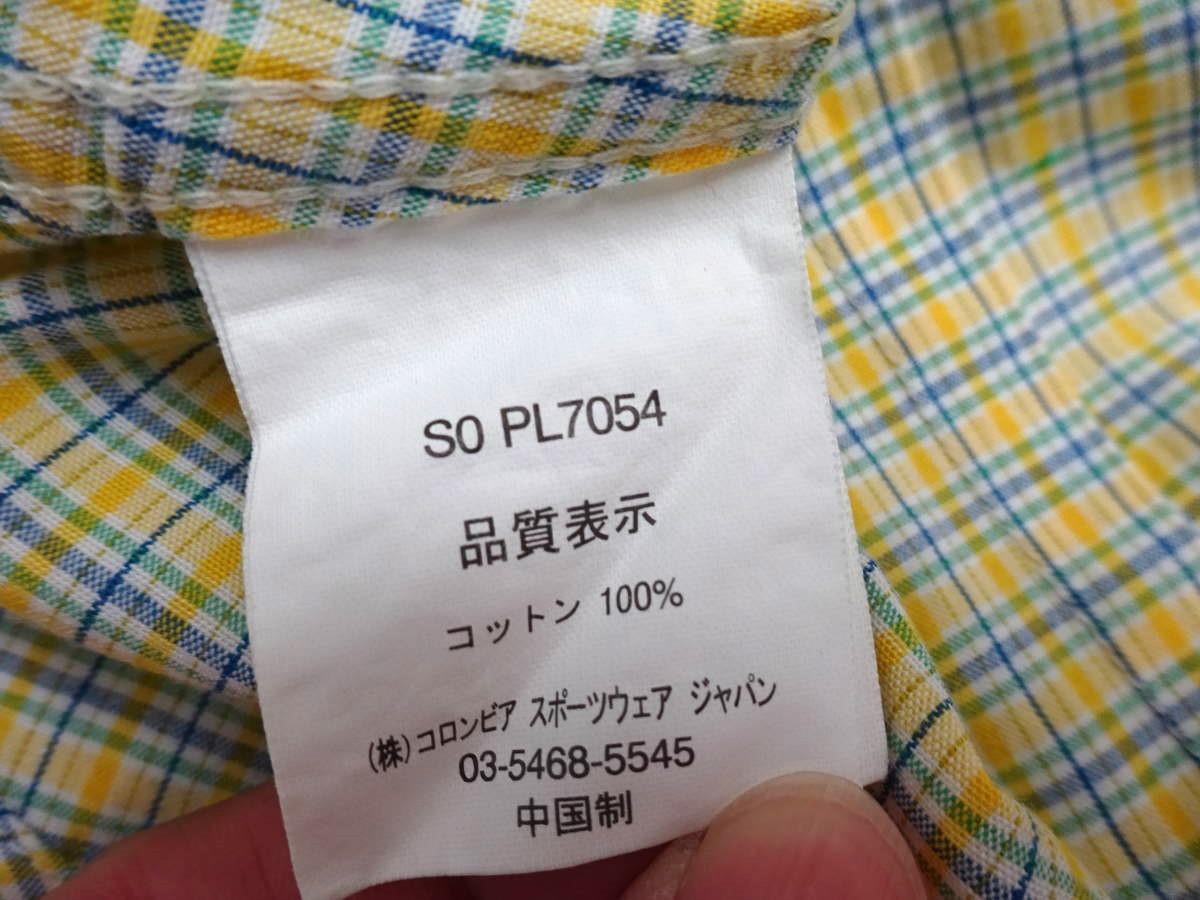 S0 PL7054
品質表示
コットン 100%
(株)コロンビア スポーツウェア ジャパン
03-5468-5545
中国制